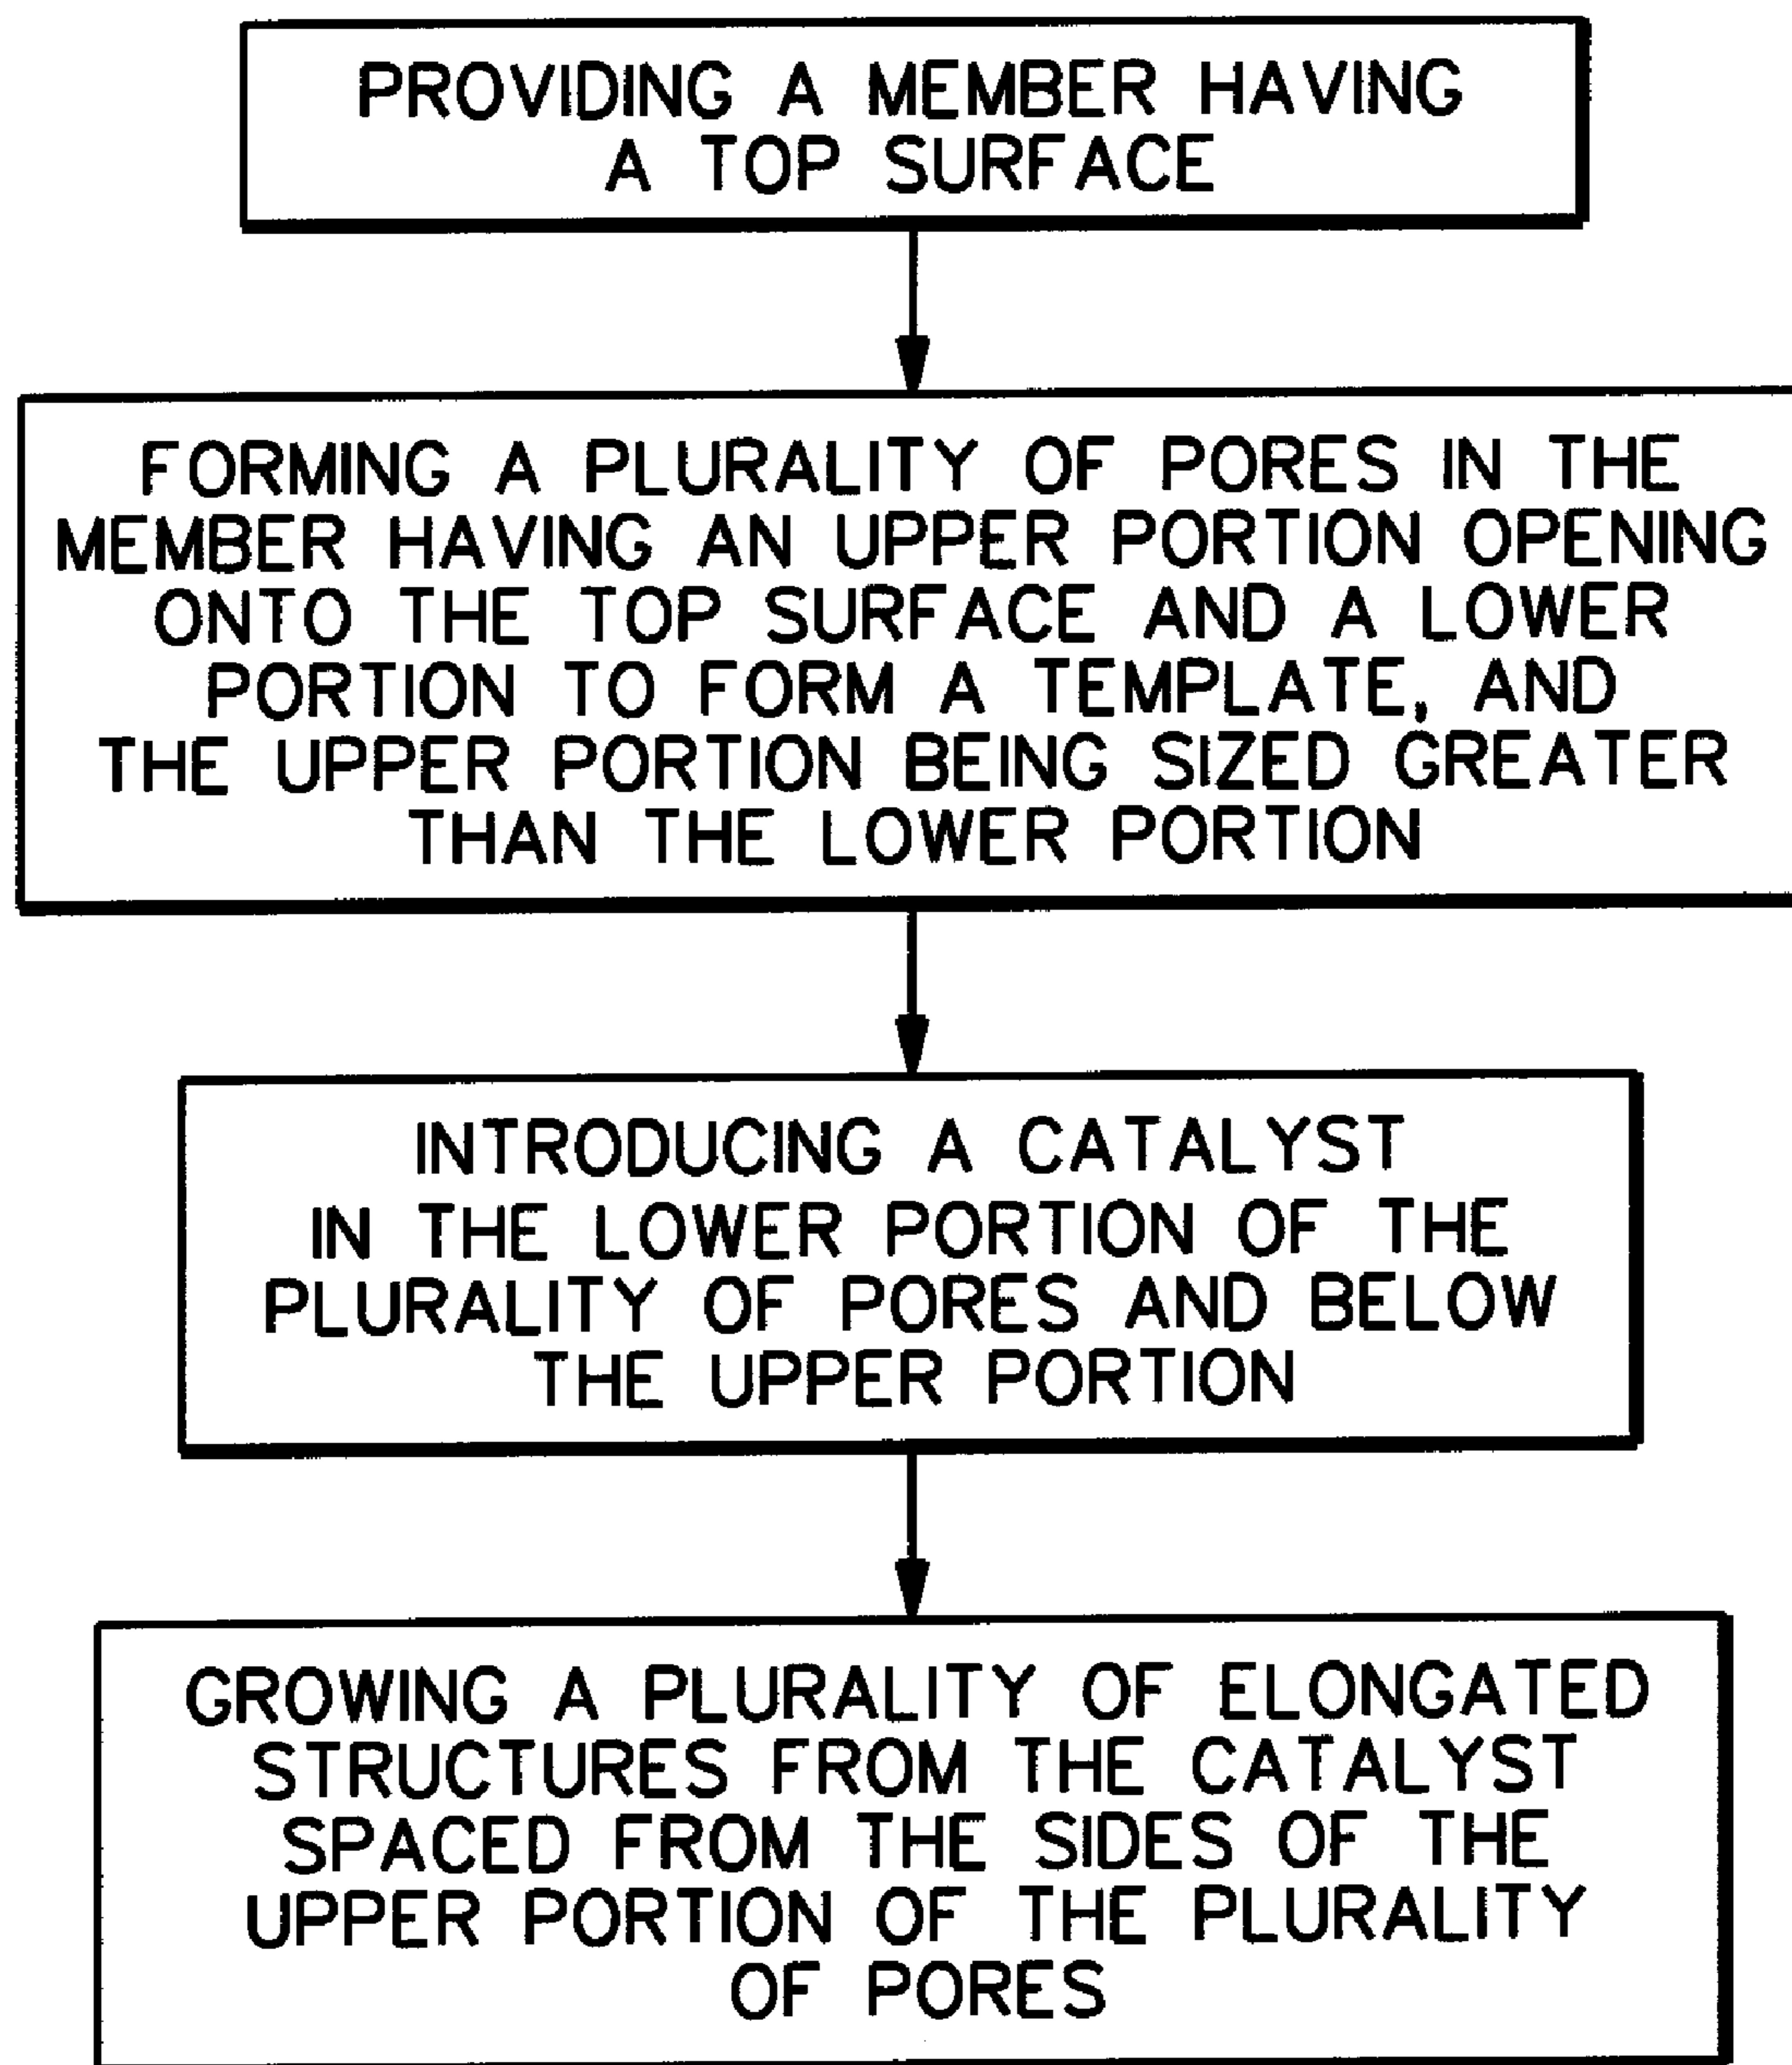 PROVIDING A MEMBER HAVING
A TOP SURFACE
FORMING A PLURALITY OF PORES IN THE
MEMBER HAVING AN UPPER PORTION OPENING
ONTO THE TOP SURFACE AND A LOWER
PORTION TO FORM A TEMPLATE, AND
THE UPPER PORTION BEING SIZED GREATER
THAN THE LOWER PORTION
INTRODUCING A CATALYST
IN THE LOWER PORTION OF THE
PLURALITY OF PORES AND BELOW
THE UPPER PORTION
GROWING A PLURALITY OF ELONGATED
STRUCTURES FROM THE CATALYST
SPACED FROM THE SIDES OF THE
UPPER PORTION OF THE PLURALITY
OF PORES